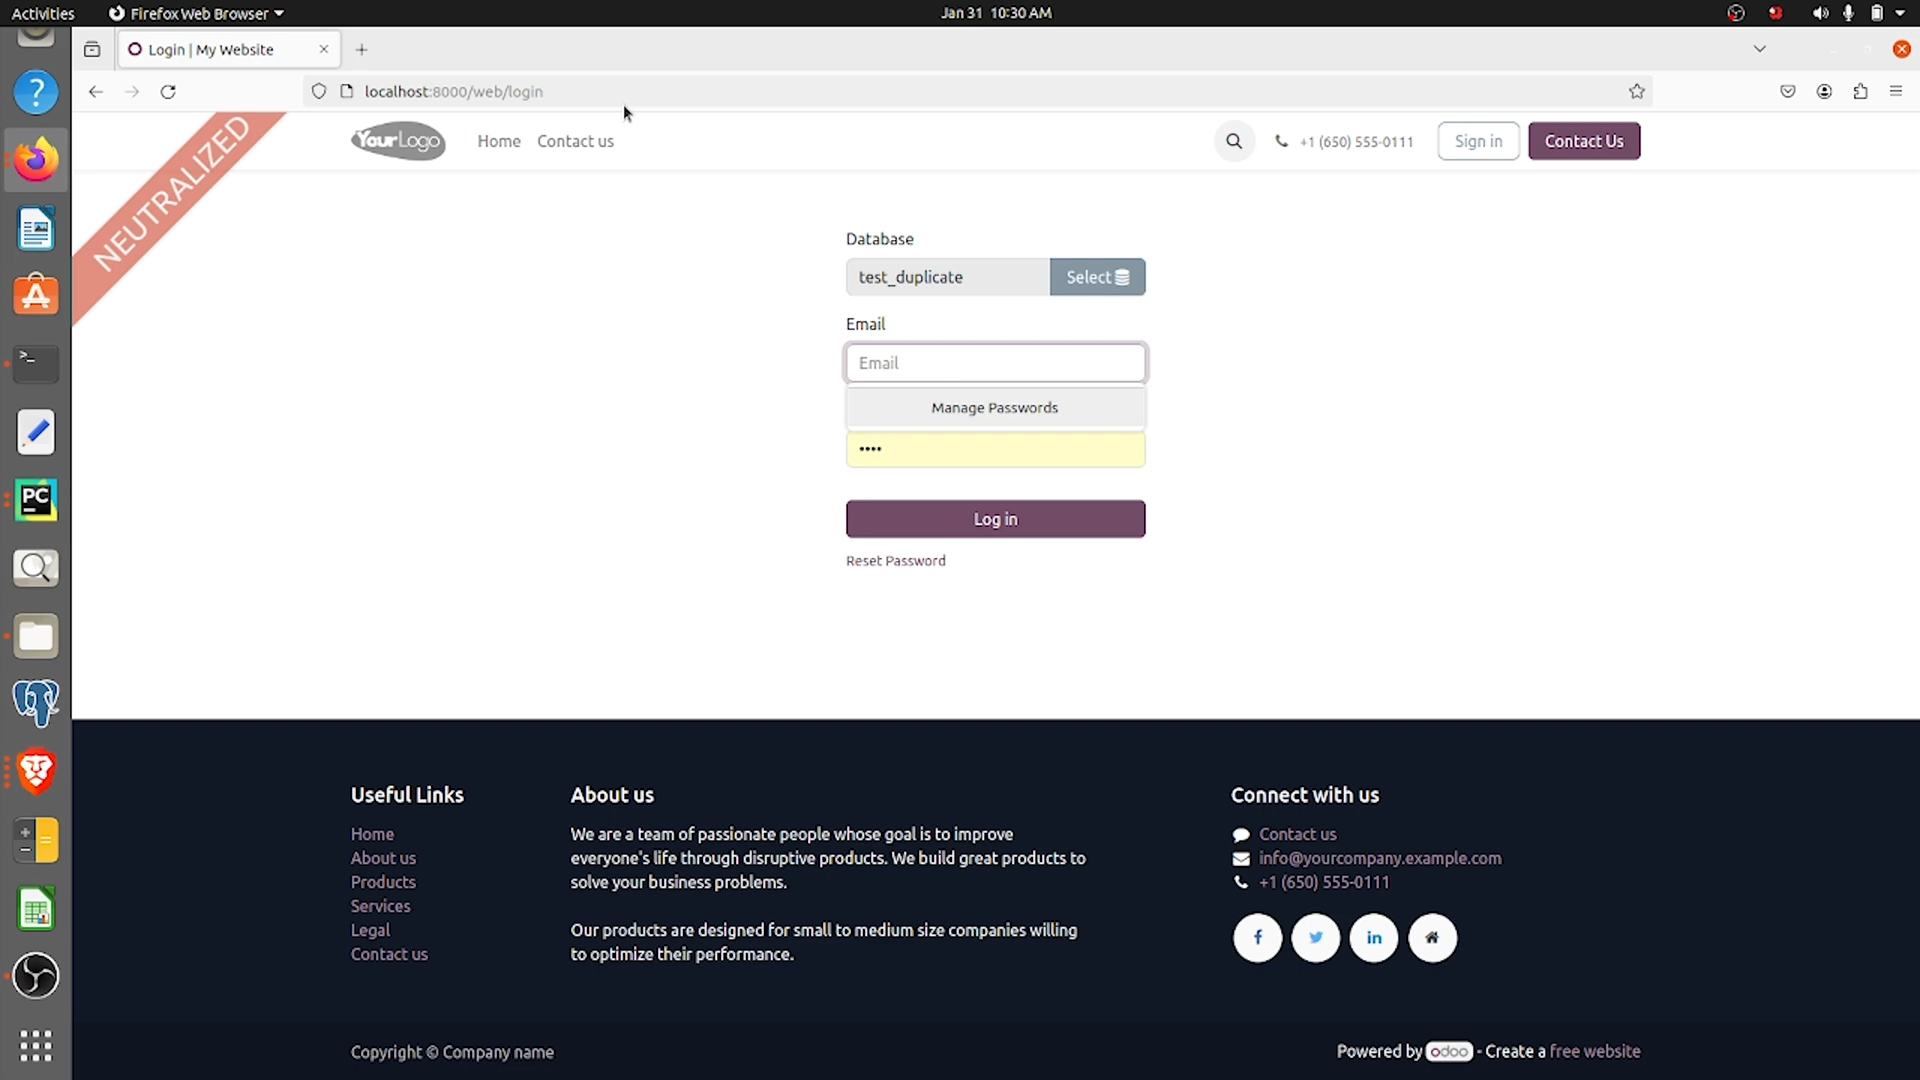 Activities
Firefox Web Browser
Jan 31 10:30 AM
Login | My Website
localhost:8000/web/login
NEUTRALIZED
YourLogo
Home
Contact us
+1 (650) 555-0111
Sign in
Contact Us
Database
test_duplicate
Select
Email
Email
Manage Passwords
••••
Log in
Reset Password
PC
Useful Links
Home
About us
Products
Services
Legal
Contact us
About us
We are a team of passionate people whose goal is to improve
everyone's life through disruptive products. We build great products to
solve your business problems.
Our products are designed for small to medium size companies willing
to optimize their performance.
Connect with us
Contact us
info@yourcompany.example.com
+1 (650) 555-0111
Copyright © Company name
Powered by odoo - Create a free website